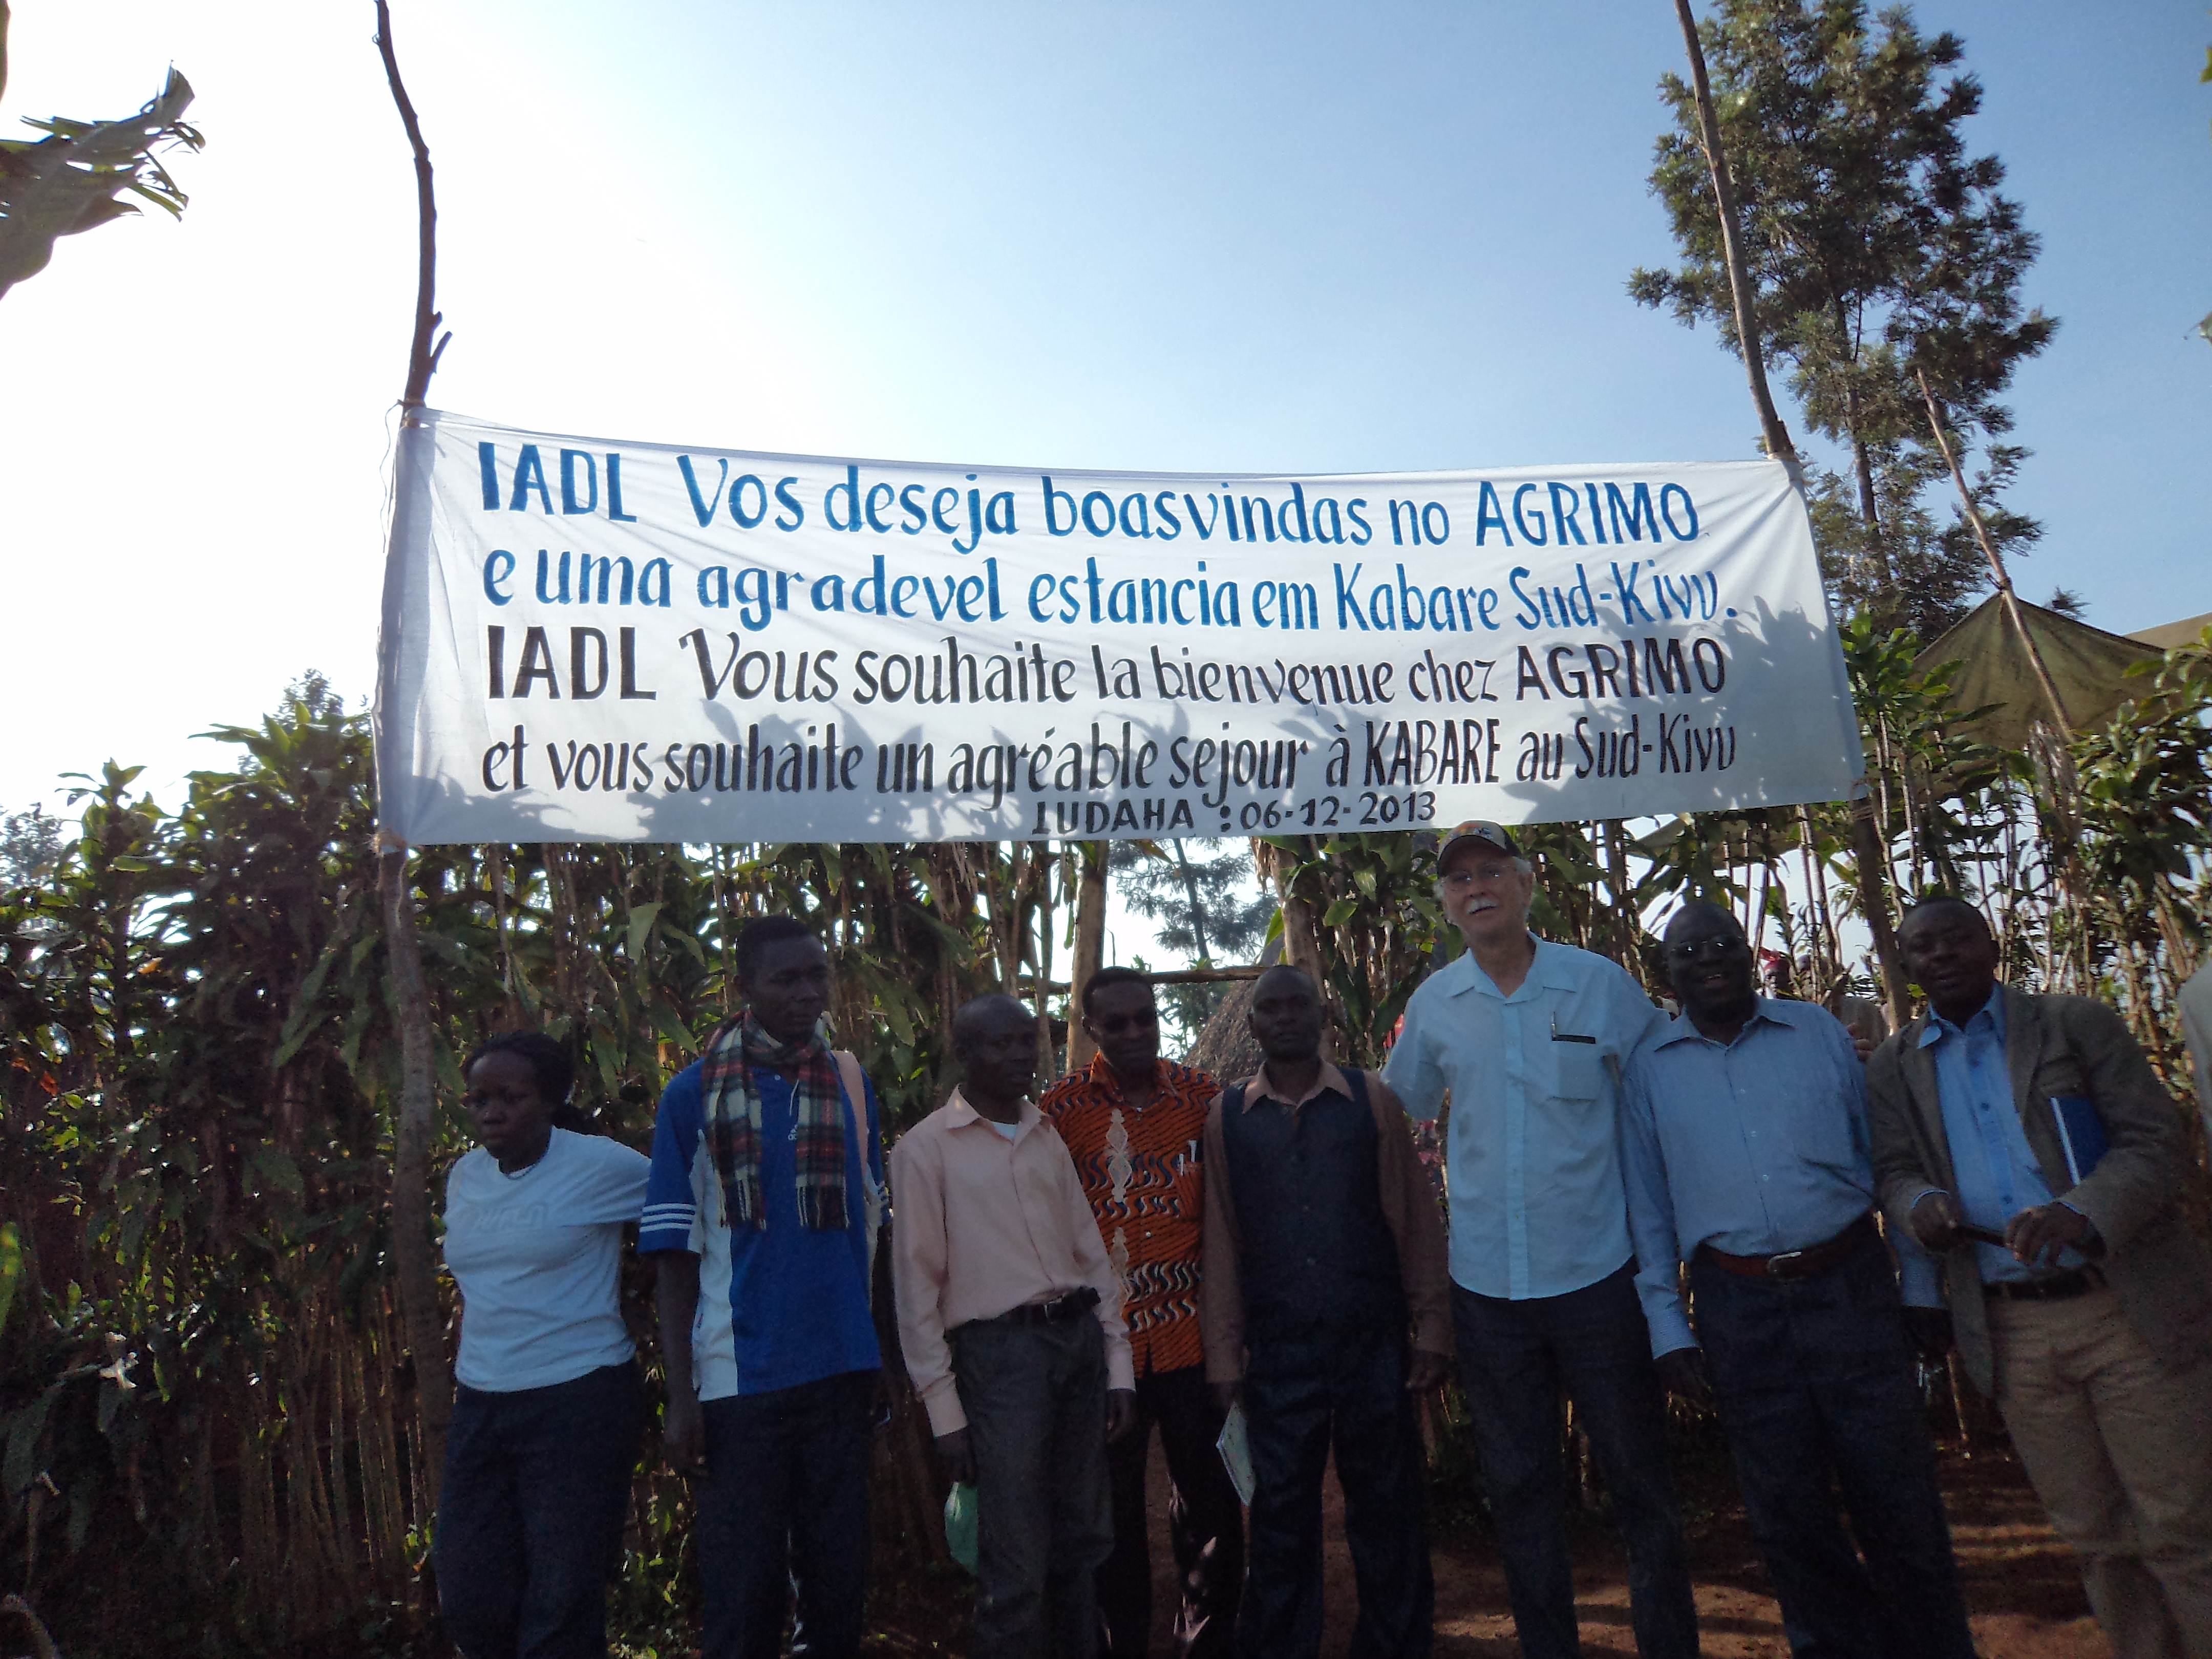 IADL Vos deseja boasvindas no AGRIMO
e uma agradevel estancia em Kabare Sud-Kivu.
IADL Vous souhaite la bienvenue chez AGRIMO
et vous souhaite un agréable sejour à KABARE au Sud-Kivu
IUDAHA : 06-12-2013